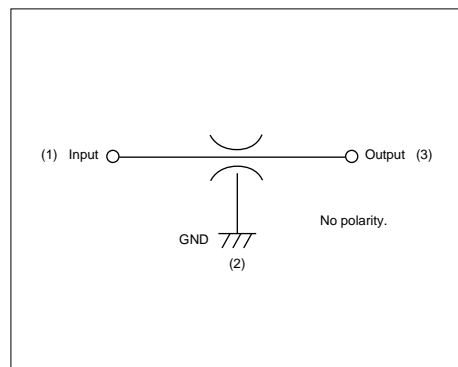 (1) Input Output (3)
No polarity.
GND
(2)